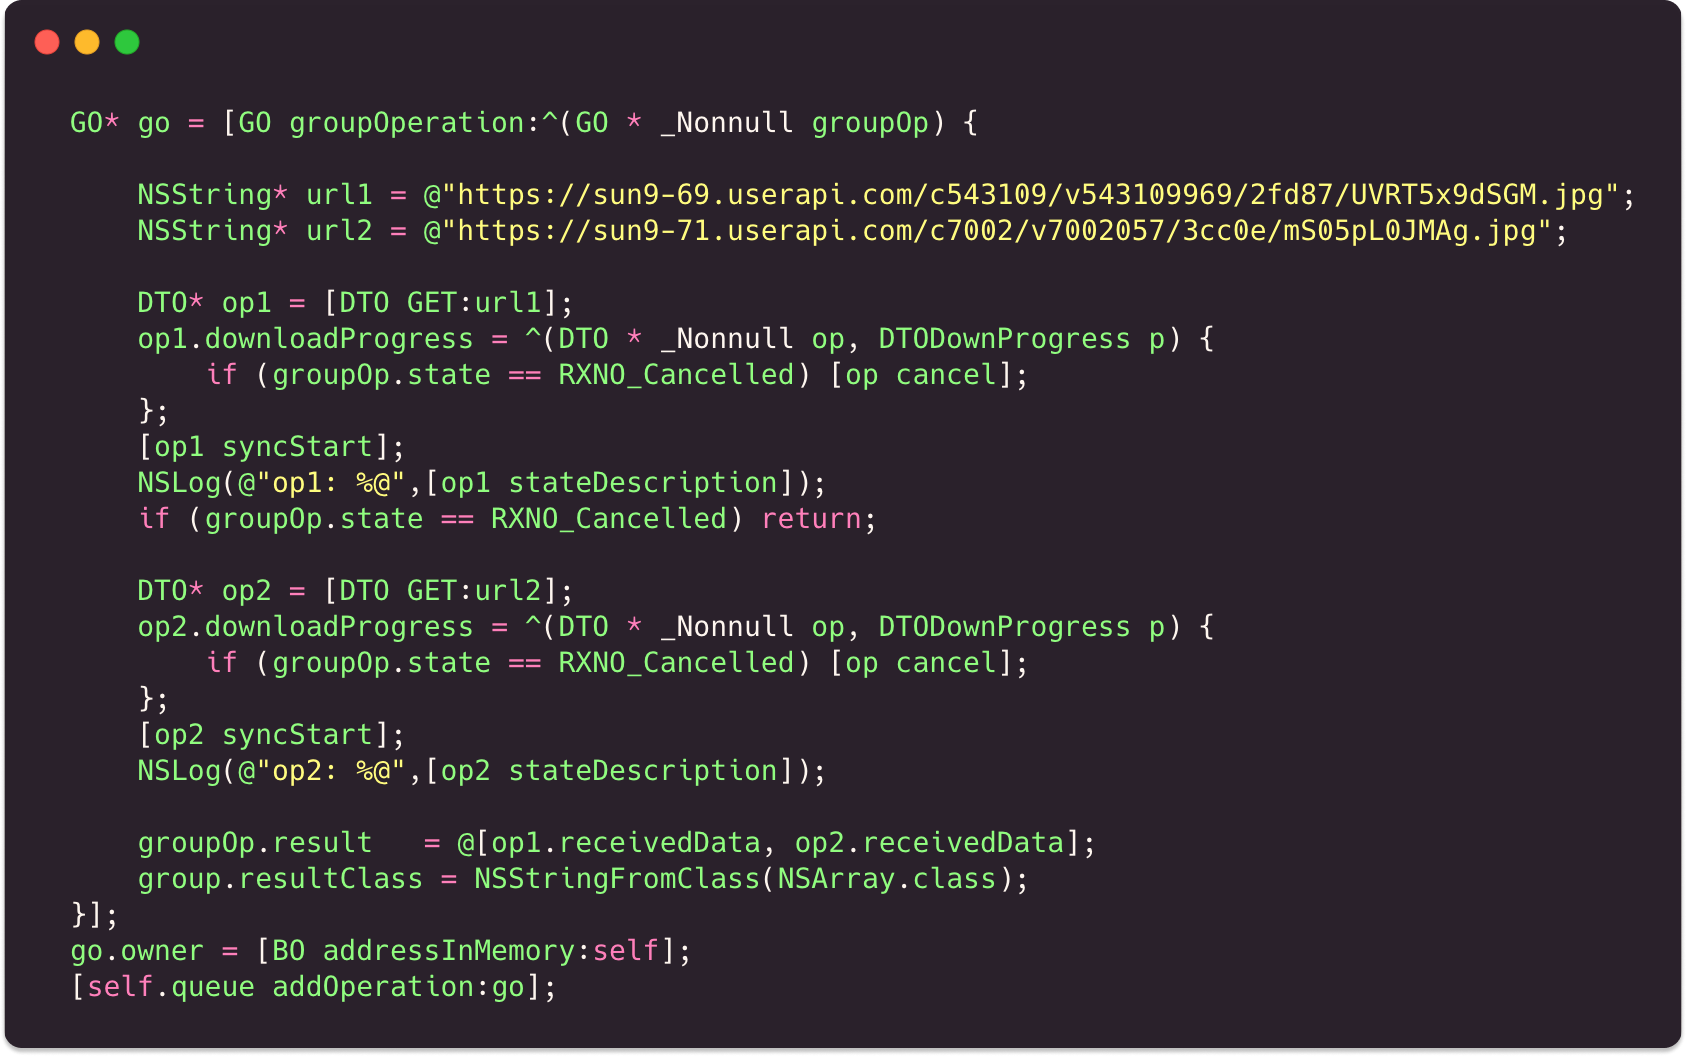 GO* go = [GO groupOperation:^(GO * _Nonnull groupOp) {
NSString* url1 = @"https://sun9-69.userapi.com/c543109/v543109969/2fd87/UVRT5x9dSGM.jpg";
NSString* url2 = @"https://sun9-71.userapi.com/c7002/v7002057/3cc0e/mS05pL0JMAg.jpg";
DTO* op1 = [DTO GET:url1];
op1.downloadProgress = ^(DTO * _Nonnull op, DTODownProgress p) {
if (groupOp.state == RXNO_Cancelled) [op cancel];
};
[op1 syncStart];
NSLog(@"op1: %@",[op1 stateDescription]);
if (groupOp.state == RXNO_Cancelled) return;
DTO* op2 = [DTO GET:url2];
op2.downloadProgress = ^(DTO * _Nonnull op, DTODownProgress p) {
if (groupOp.state == RXNO_Cancelled) [op cancel];
};
[op2 syncStart];
NSLog(@"op2: %@",[op2 stateDescription]);
groupOp.result   = @[op1.receivedData, op2.receivedData];
group.resultClass = NSStringFromClass(NSArray.class);
}];
go.owner = [BO addressInMemory:self];
[self.queue addOperation:go];